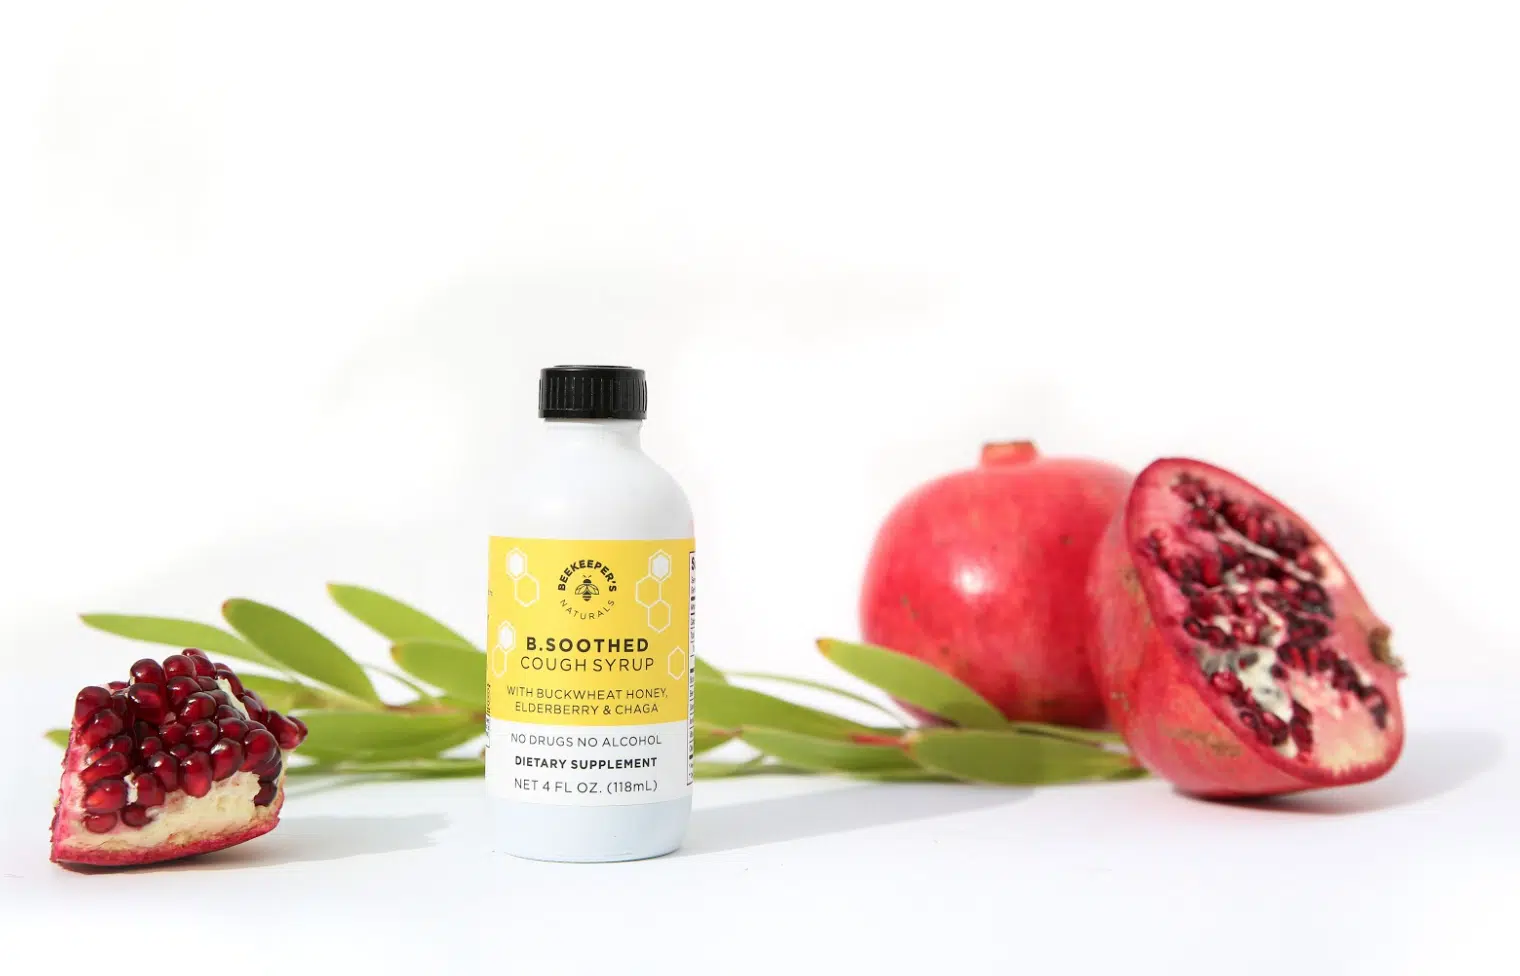 BEEKEEPER'S
NATURALS
B.SOOTHED
COUGH SYRUP
WITH BUCKWHEAT HONEY,
ELDERBERRY & CHAGA
NO DRUGS NO ALCOHOL
DIETARY SUPPLEMENT
NET 4 FL OZ. (118mL)